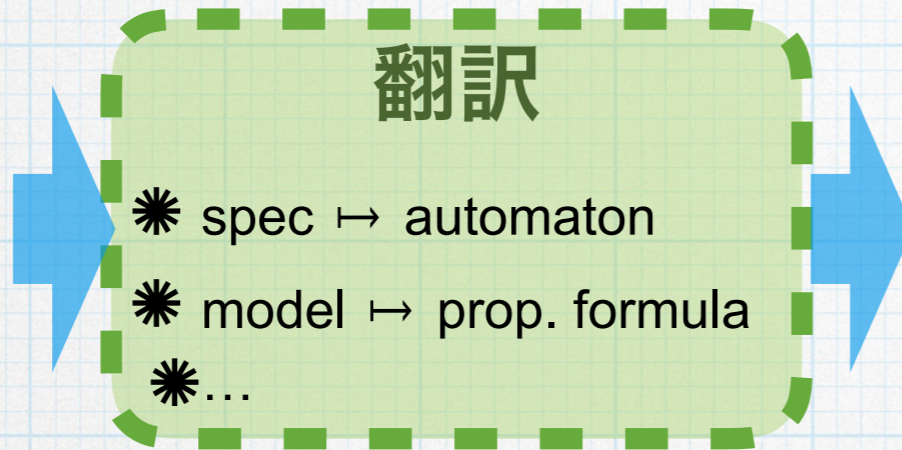 翻訳
✺ spec ↦ automaton
✺ model ↦ prop. formula
✺…